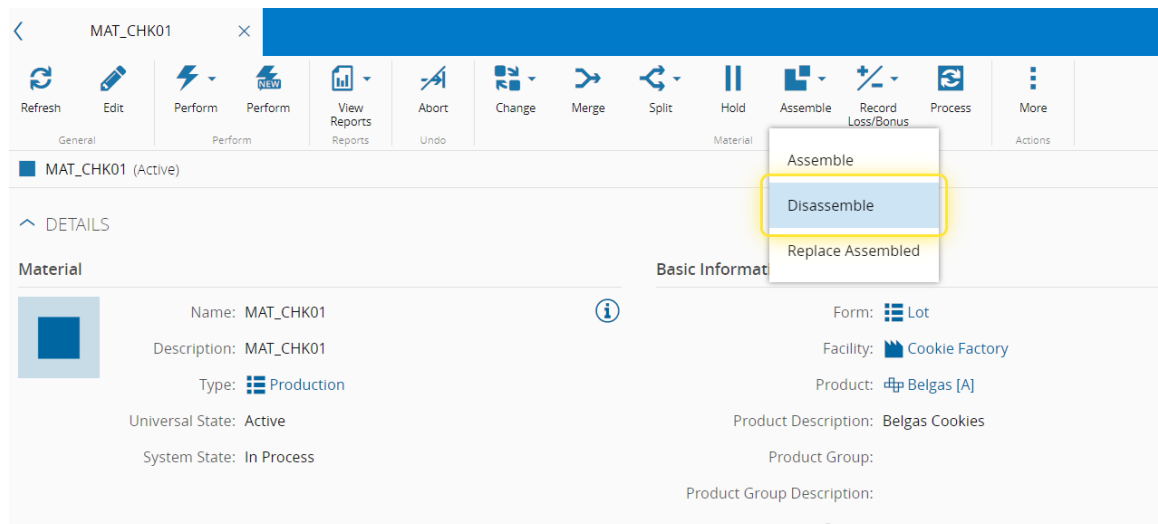 MAT_CHK01
Refresh
Edit
Perform
NEW
Perform
View Reports
Abort
Change
Merge
Split
Hold
Assemble
Record Loss/Bonus
Process
More
General
Perform
Reports
Undo
Material
Actions
MAT_CHK01 (Active)
Assemble
Disassemble
Replace Assembled
DETAILS
Material
Basic Informat
Name: MAT_CHK01
Form: Lot
Description: MAT_CHK01
Facility: Cookie Factory
Type: Production
Product: Belgas [A]
Universal State: Active
Product Description: Belgas Cookies
System State: In Process
Product Group:
Product Group Description: